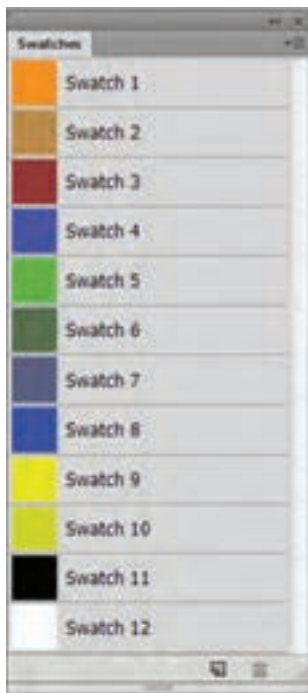 Swatches
Swatch 1
Swatch 2
Swatch 3
Swatch 4
Swatch 5
Swatch 6
Swatch 7
Swatch 8
Swatch 9
Swatch 10
Swatch 11
Swatch 12